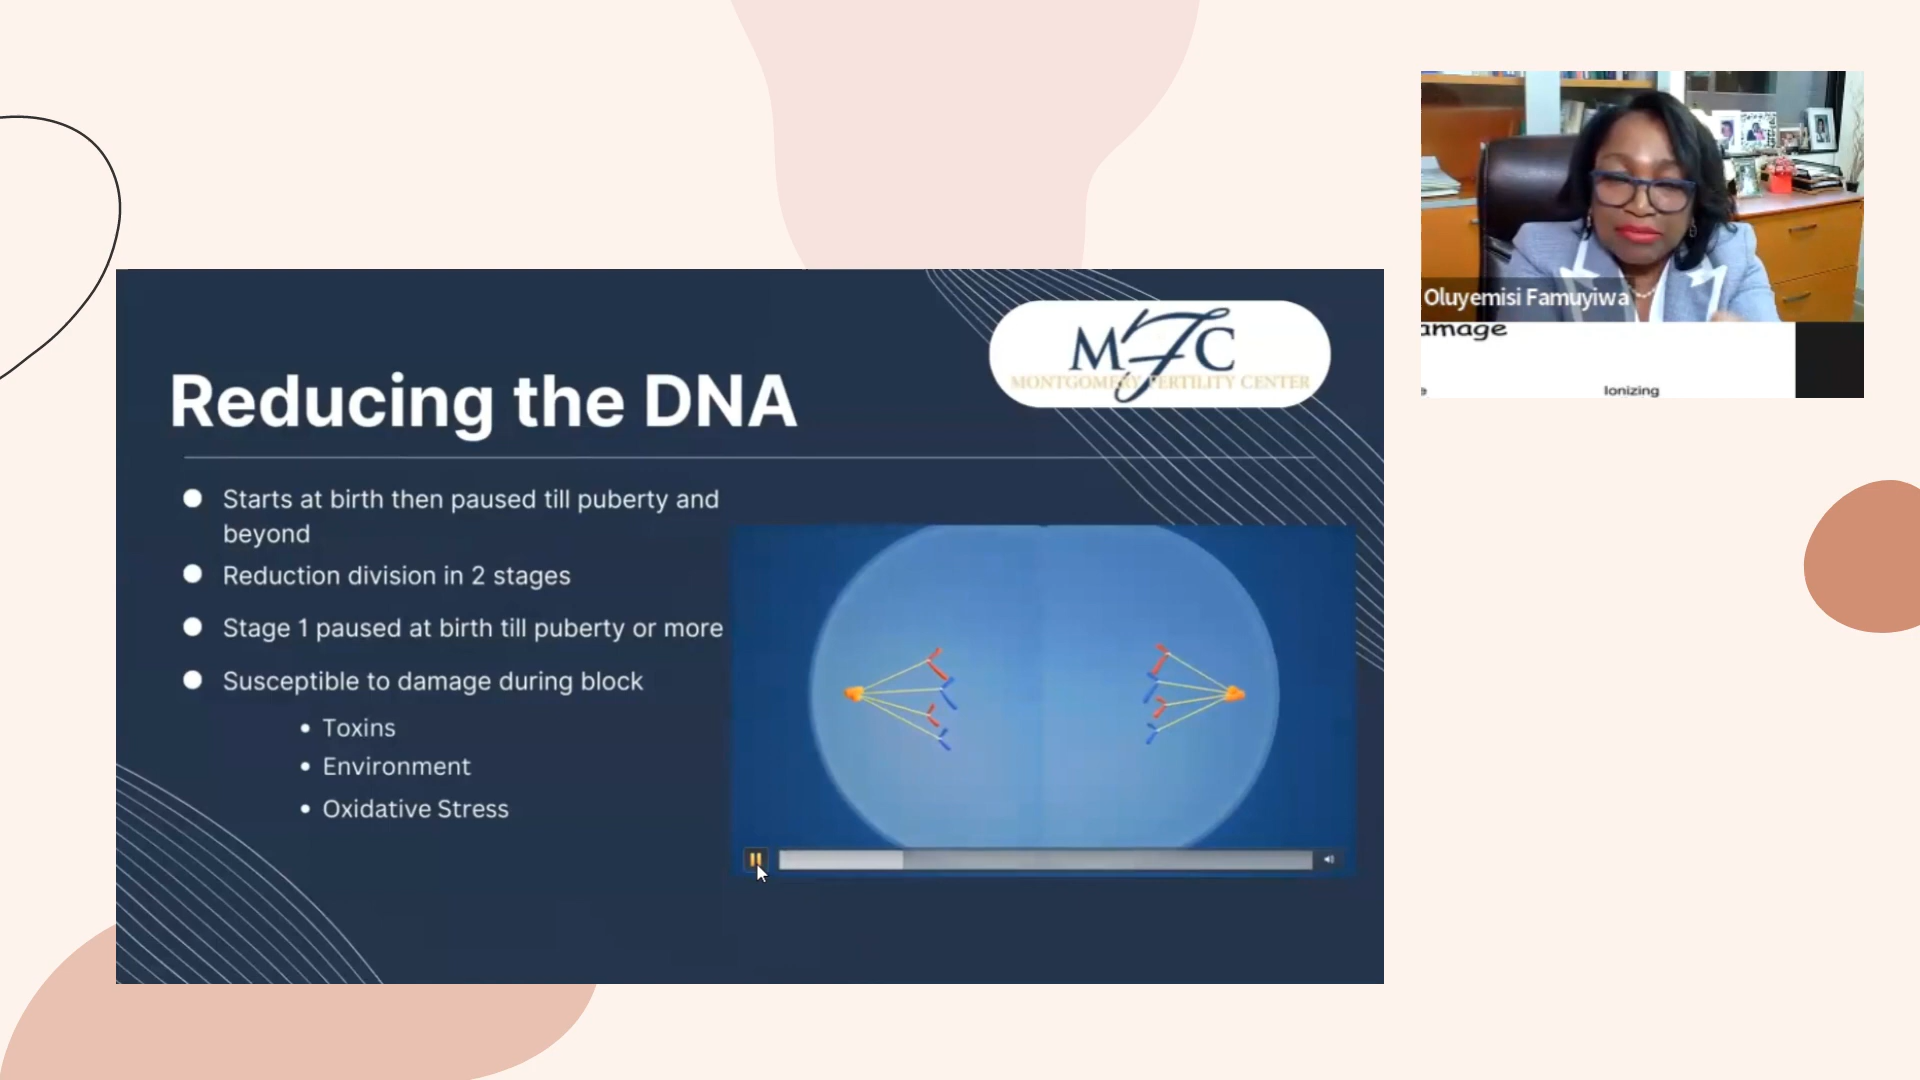 MFC
MONTGOMERY FERTILITY CENTER
Reducing the DNA
Starts at birth then paused till puberty and
beyond
Reduction division in 2 stages
Stage 1 paused at birth till puberty or more
Susceptible to damage during block
Toxins
Environment
Oxidative Stress
Oluyemisi Famuyiwa
amage
Ionizing